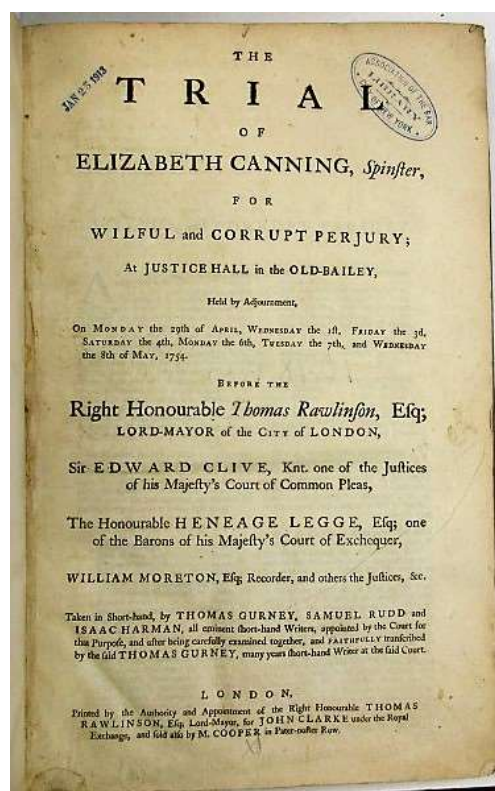 THE
TRIAL
OF
ELIZABETH CANNING, Spinſter,
FOR
WILFUL and CORRUPT PERJURY;
At JUSTICE HALL in the OLD-BAILEY,
Held by Adjournment,
On MONDAY the 29th of APRIL, WEDNESDAY the 1ſt, FRIDAY the 3d,
SATURDAY the 4th, MONDAY the 6th, TUESDAY the 7th, and WEDNESDAY
the 8th of MAY, 1754.
BEFORE THE
Right Honourable Thomas Rawlinſon, Eſq;
LORD-MAYOR of the CITY of LONDON,
Sir EDWARD CLIVE, Knt. one of the Juſtices
of his Majeſty's Court of Common Pleas,
The Honourable HENEAGE LEGGE, Eſq; one
of the Barons of his Majeſty's Court of Exchequer,
WILLIAM MORETON, Eſq; Recorder, and others the Juſtices, &c.
Taken in Short-hand, by THOMAS GURNEY, SAMUEL RUDD and
ISAAC HARMAN, all eminent ſhort-hand Writers, appointed by the Court for
this Purpoſe, and after being carefully examined together, and FAITHFULLY tranſcribed
by the ſaid THOMAS GURNEY, many years ſhort-hand Writer at the ſaid Court.
LONDON,
Printed by the Authority and Appointment of the Right Honourable THOMAS
RAWLINSON, Eſq; Lord-Mayor, for JOHN CLARKE under the Royal
Exchange, and ſold alſo by M. COOPER in Pater-noſter Row.
JAN 25 1913
ASSOCIATION OF THE BAR
LIBRARY
NEW YORK